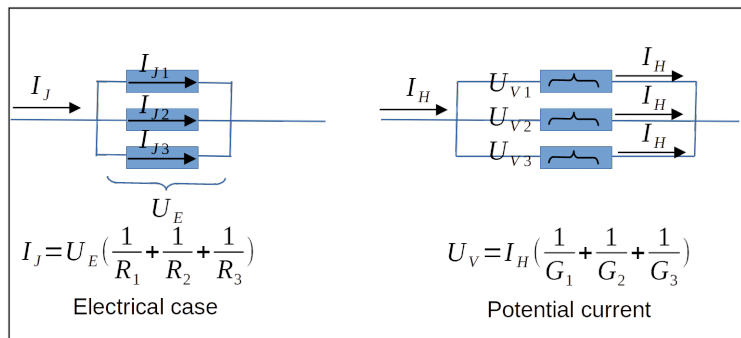 I_J I_J1 I_J2 I_J3 U_E
I_J=U_E(1/R_1+1/R_2+1/R_3)
Electrical case
I_H U_V1 I_H U_V2 I_H U_V3 I_H
U_V=I_H(1/G_1+1/G_2+1/G_3)
Potential current